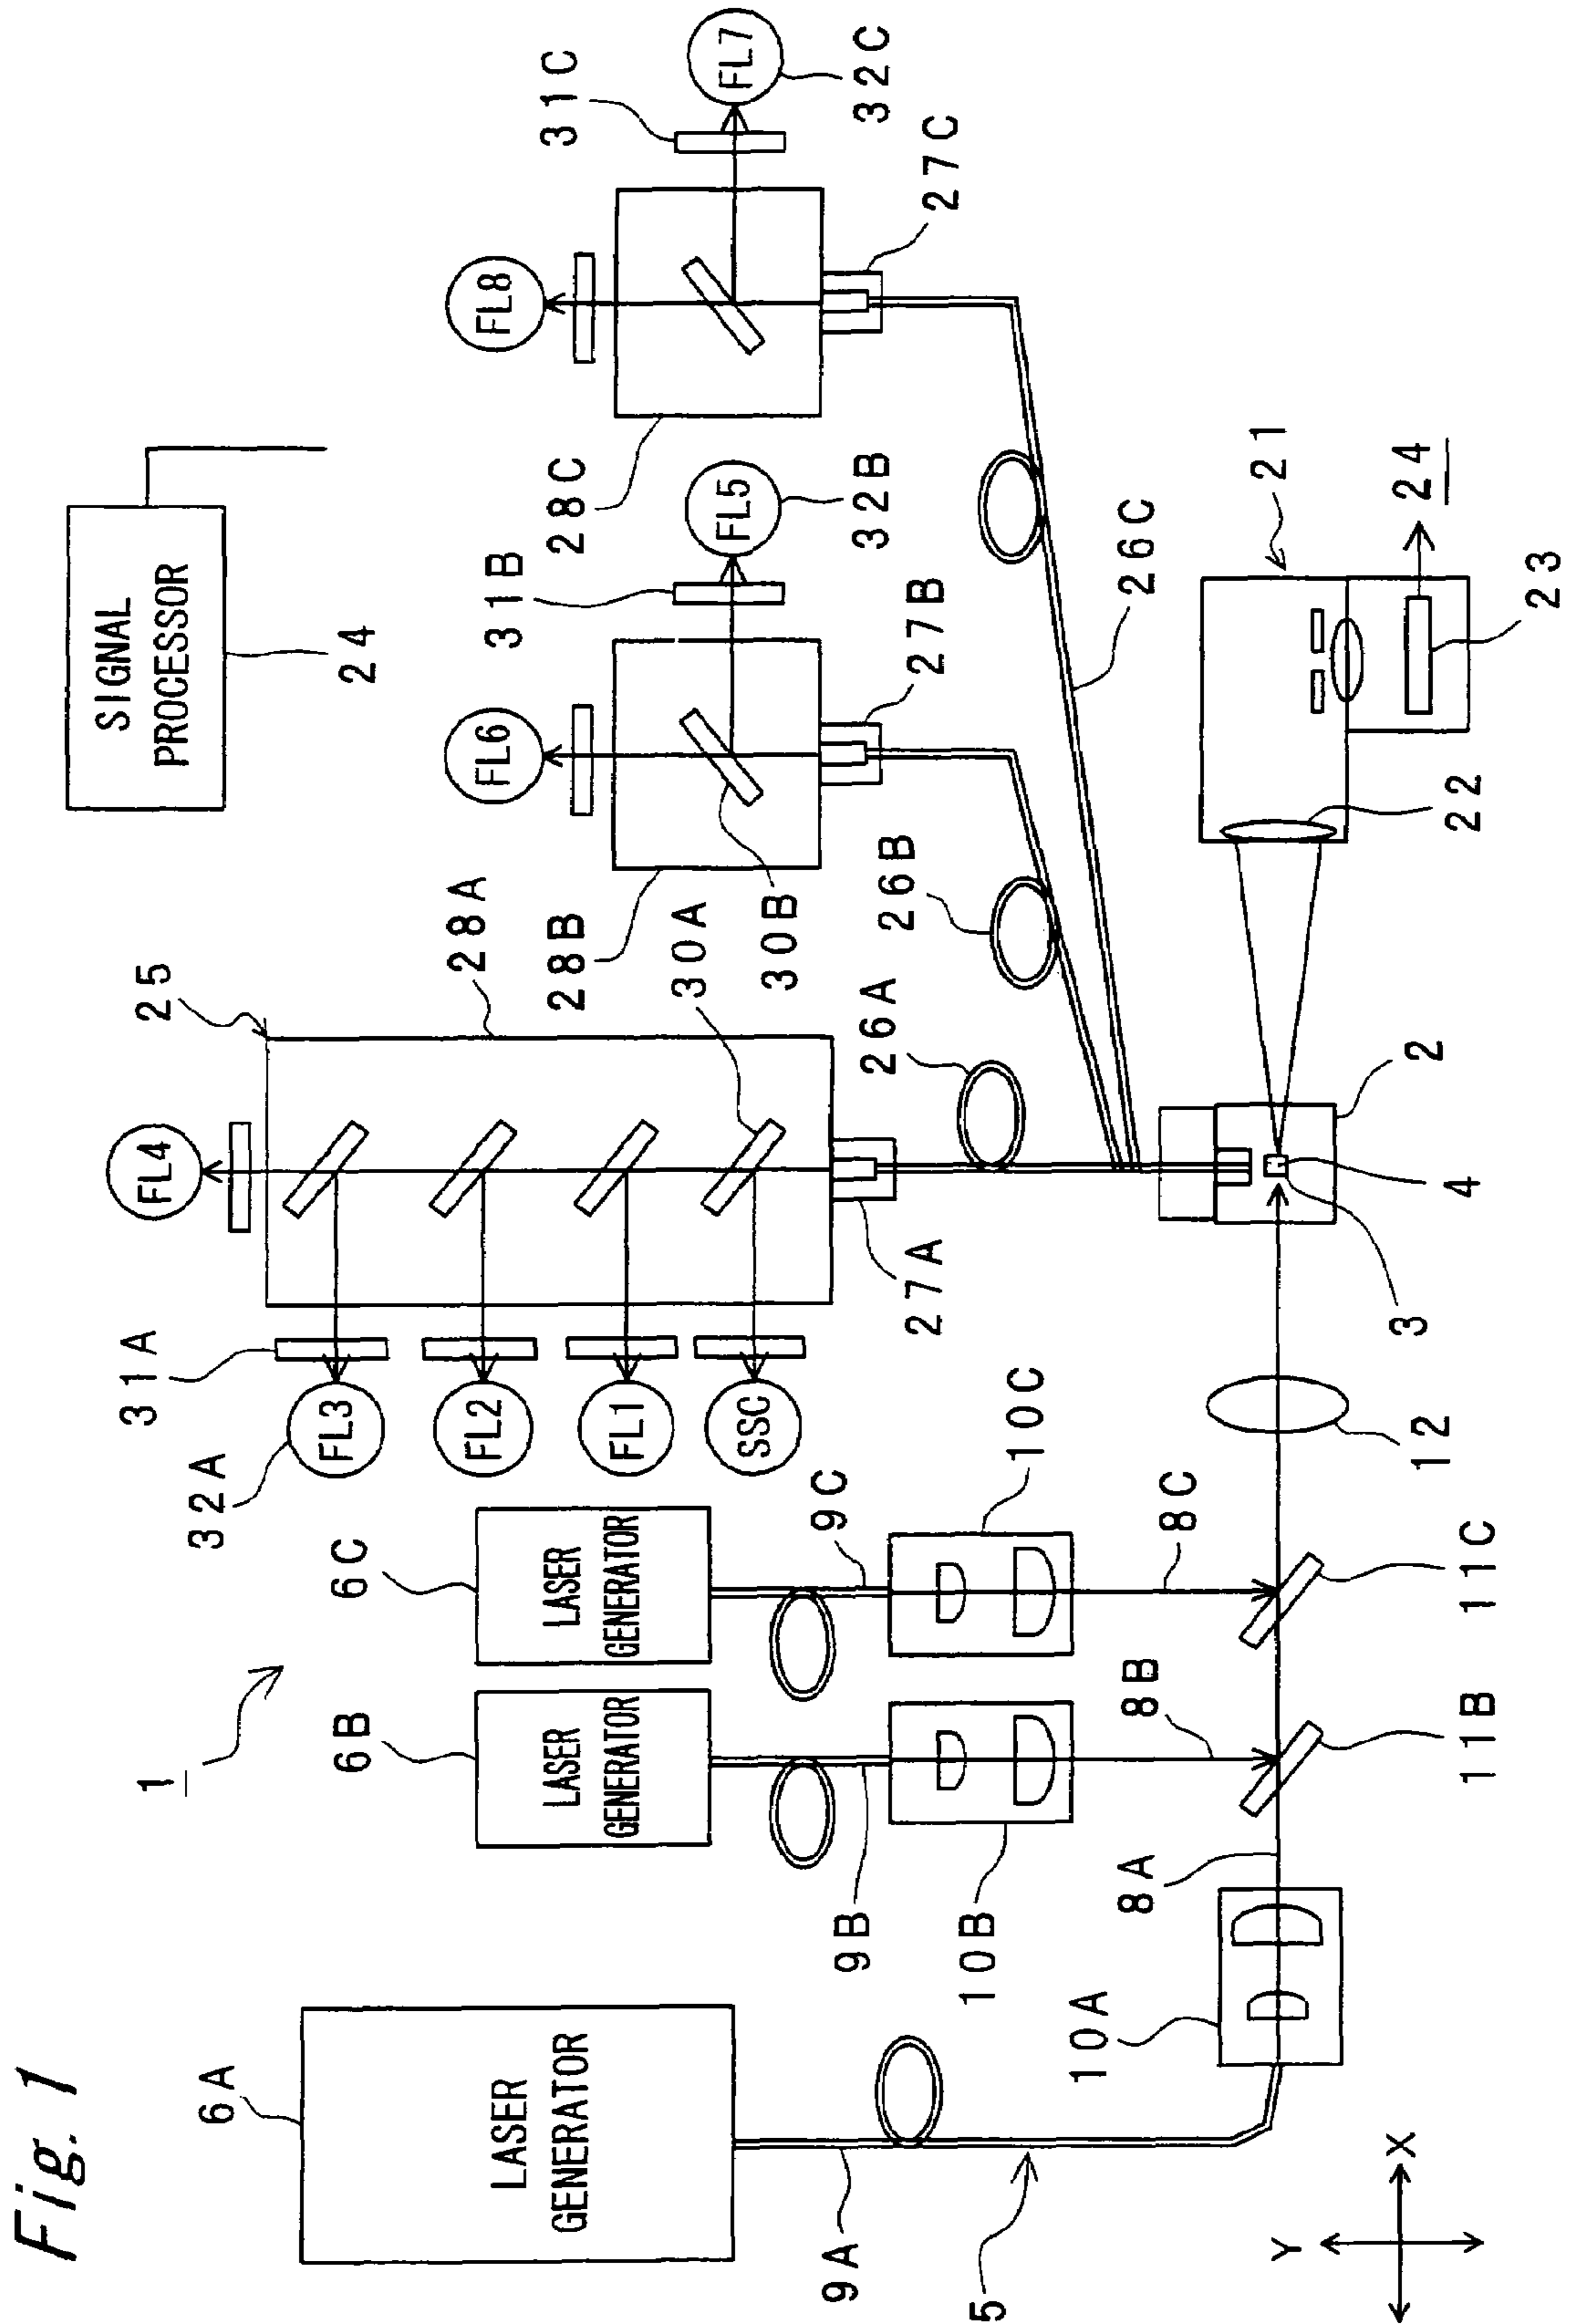 Fig. 1
SIGNAL
PROCESSOR
24
1
6A
LASER
GENERATOR
6B
LASER
GENERATOR
6C
LASER
GENERATOR
32A
31A
FL4
25
FL3
FL2
FL1
SSC
28A
30A
FL6
FL8
31B
31C
28B
28C
FL5
FL7
30B
32B
32C
9A
9B
9C
27A
26A
26B
27B
27C
10B
10C
5
10A
8A
8B
8C
26C
21
Y
X
12
3
2
24
11B
11C
4
22
23